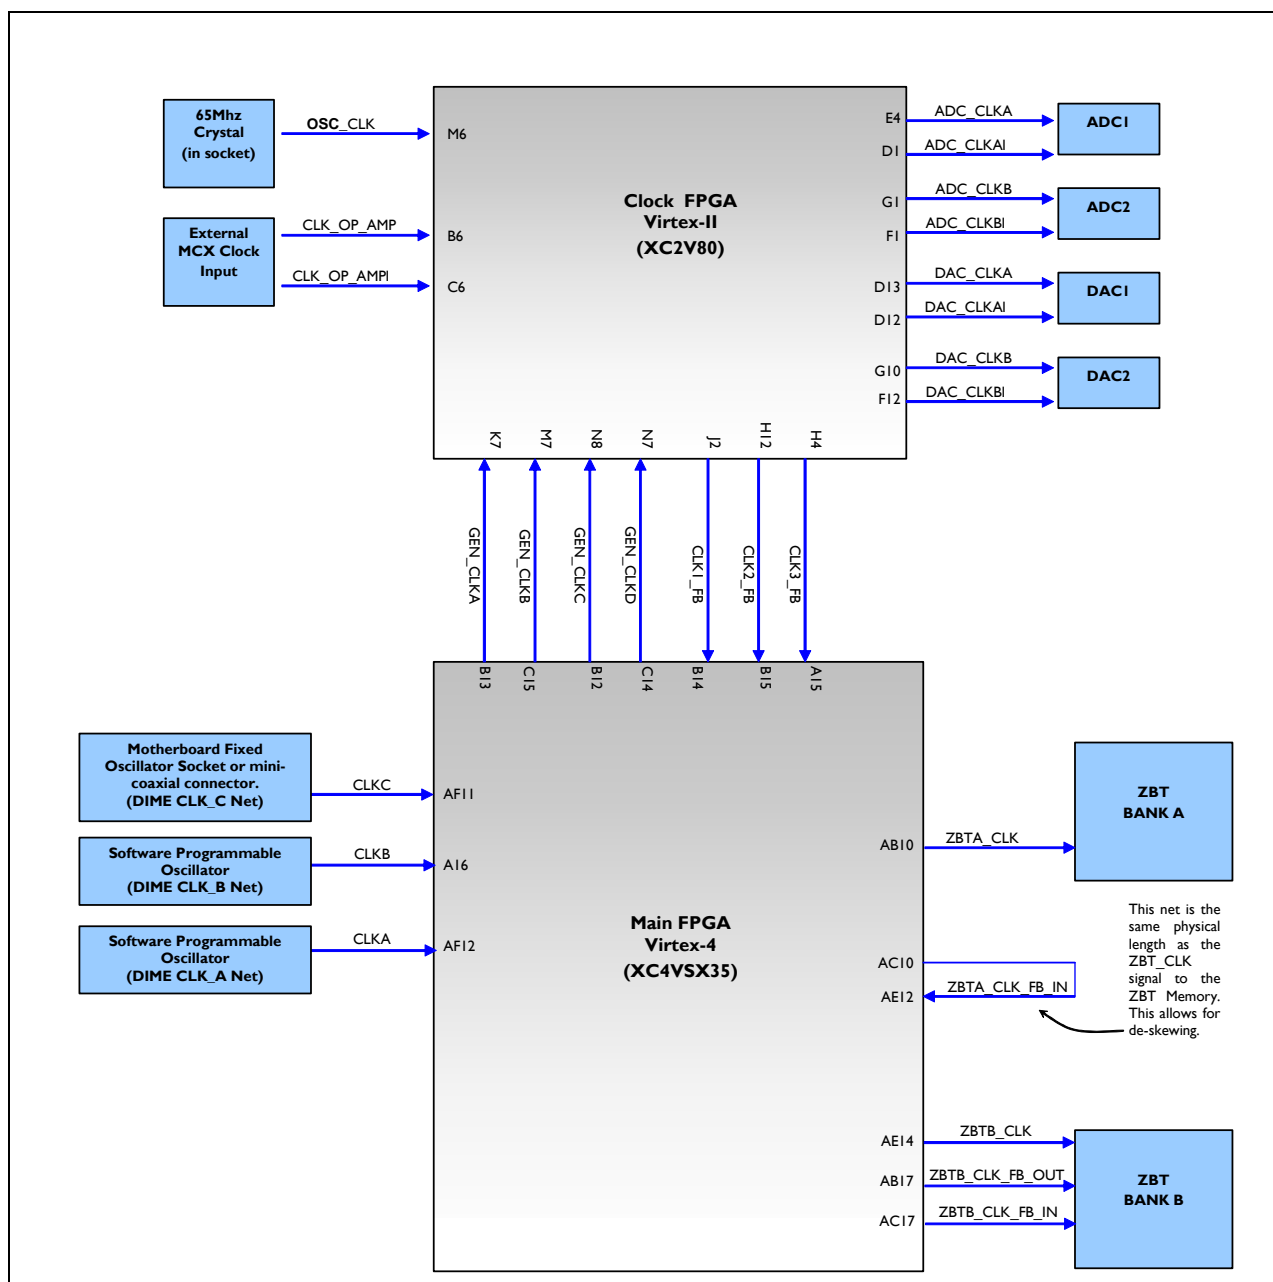 65Mhz
Crystal
(in socket)
OSC_CLK
M6
External
MCX Clock
Input
CLK_OP_AMP
B6
CLK_OP_AMPI
C6
Clock FPGA
Virtex-II
(XC2V80)
E4
ADC_CLKA
D1
ADC_CLKAI
ADC1
G1
ADC_CLKB
F1
ADC_CLKBI
ADC2
D13
DAC_CLKA
D12
DAC_CLKAI
DAC1
G10
DAC_CLKB
F12
DAC_CLKBI
DAC2
K7
M7
N8
N7
J2
H12
H4
GEN_CLKA
GEN_CLKB
GEN_CLKC
GEN_CLKD
CLK1_FB
CLK2_FB
CLK3_FB
B13
C15
B12
C14
B14
B15
A15
Motherboard Fixed
Oscillator Socket or mini-
coaxial connector.
(DIME CLK_C Net)
CLKC
AF11
Software Programmable
Oscillator
(DIME CLK_B Net)
CLKB
A16
Software Programmable
Oscillator
(DIME CLK_A Net)
CLKA
AF12
Main FPGA
Virtex-4
(XC4VSX35)
AB10
ZBTA_CLK
ZBT
BANK A
AC10
AE12
ZBTA_CLK_FB_IN
This net is the
same physical
length as the
ZBT_CLK
signal to the
ZBT Memory.
This allows for
de-skewing.
AE14
ZBTB_CLK
AB17
ZBTB_CLK_FB_OUT
AC17
ZBTB_CLK_FB_IN
ZBT
BANK B